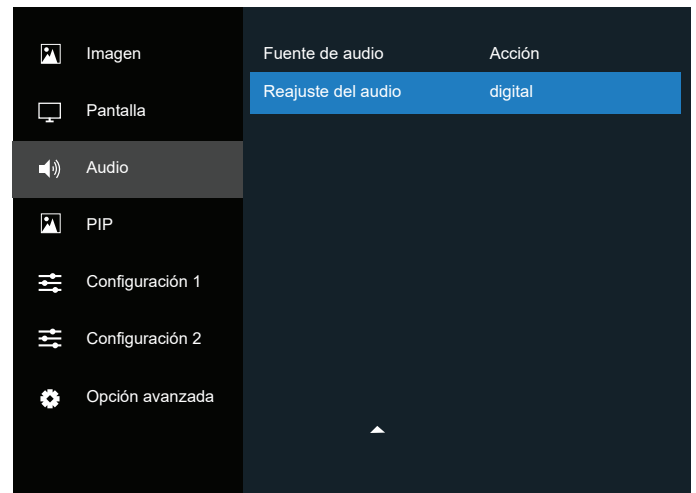 Imagen
Pantalla
Audio
PIP
Configuración 1
Configuración 2
Opción avanzada
Fuente de audio Acción
Reajuste del audio digital